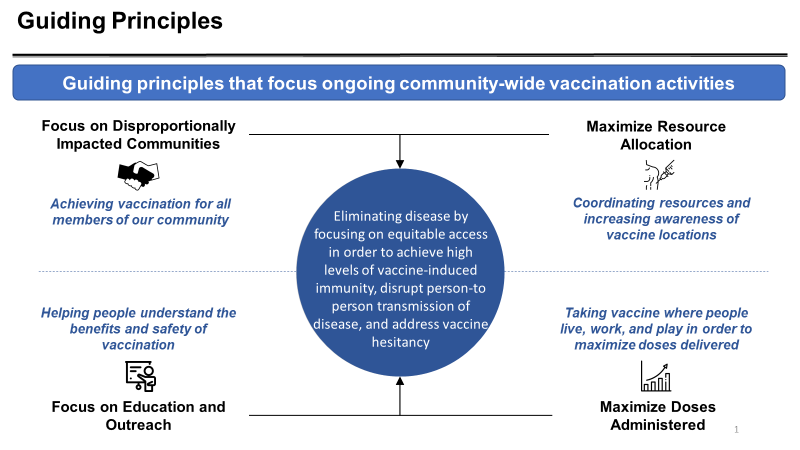 Guiding Principles
Guiding principles that focus ongoing community-wide vaccination activities
Focus on Disproportionally
Impacted Communities
Achieving vaccination for all
members of our community
Maximize Resource
Allocation
Coordinating resources and
increasing awareness of
vaccine locations
Eliminating disease by
focusing on equitable access
in order to achieve high
levels of vaccine-induced
immunity, disrupt person-to
person transmission of
disease, and address vaccine
hesitancy
Helping people understand the
benefits and safety of
vaccination
Focus on Education and
Outreach
Taking vaccine where people
live, work, and play in order to
maximize doses delivered
Maximize Doses
Administered
1